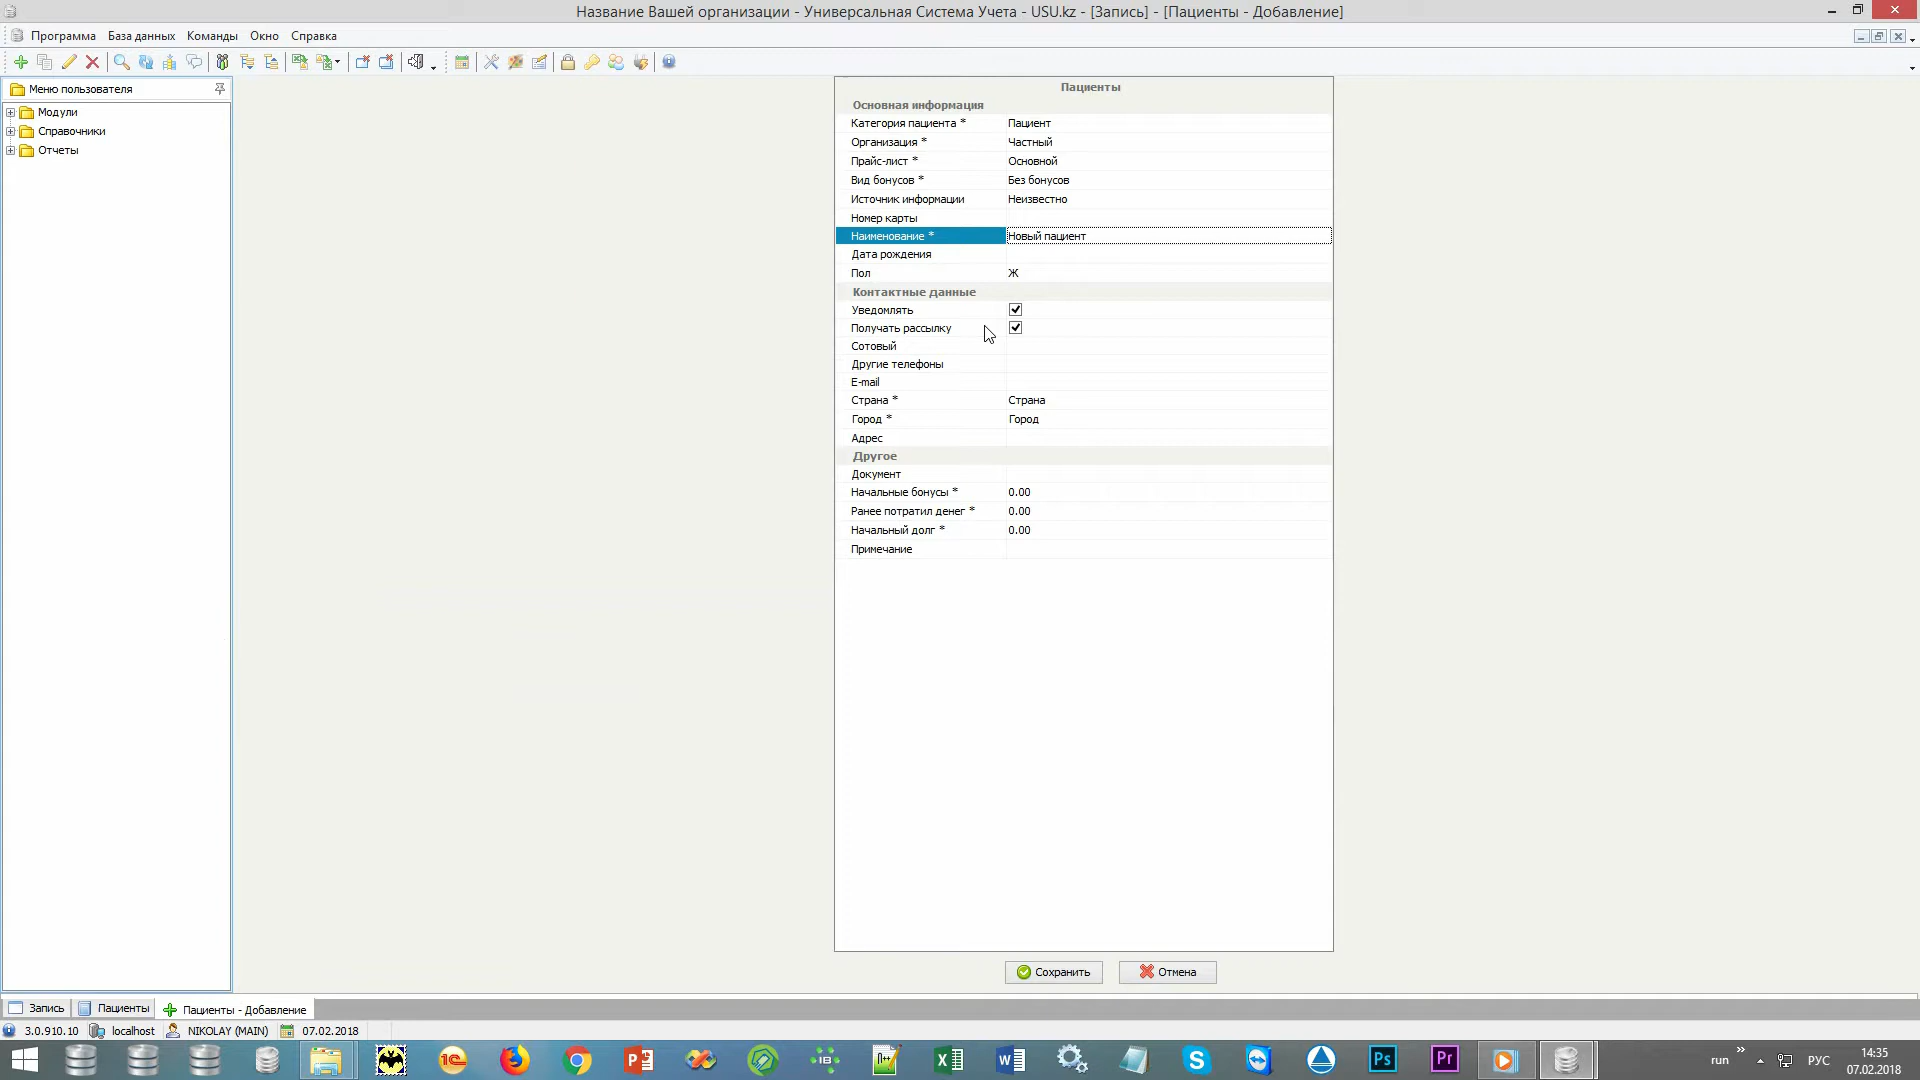 Название Вашей организации - Универсальная Система Учета - USU.kz - [Запись] - [Пациенты - Добавление]
Программа База данных Команды Окно Справка
Меню пользователя
Модули
Справочники
Отчеты
Пациенты
Основная информация
Категория пациента * Пациент
Организация * Частный
Прайс-лист * Основной
Вид бонусов * Без бонусов
Источник информации Неизвестно
Номер карты
Наименование * Новый пациент
Дата рождения
Пол Ж
Контактные данные
Уведомлять
Получать рассылку
Сотовый
Другие телефоны
E-mail
Страна * Страна
Город * Город
Адрес
Другое
Документ
Начальные бонусы * 0.00
Ранее потратил денег * 0.00
Начальный долг * 0.00
Примечание
Сохранить Отмена
Запись Пациенты Пациенты - Добавление
3.0.910.10 localhost NIKOLAY (MAIN) 07.02.2018
run » РУС 14:35
07.02.2018